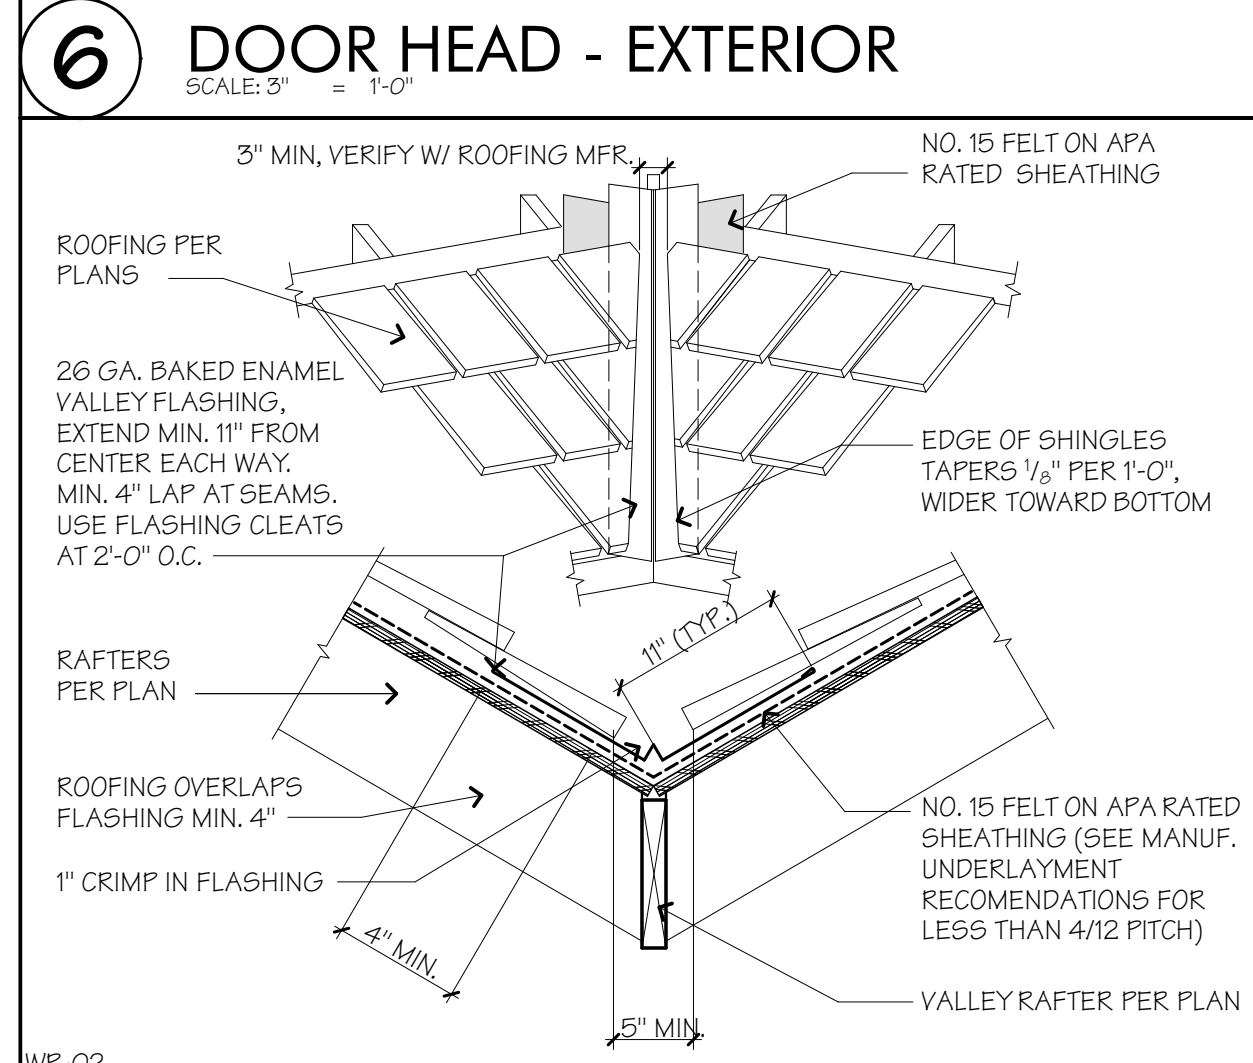 6
DOOR HEAD - EXTERIOR
SCALE: 3" = 1'-0"
3" MIN, VERIFY W/ ROOFING MFR.
NO. 15 FELT ON APA
RATED SHEATHING
ROOFING PER
PLANS
26 GA. BAKED ENAMEL
VALLEY FLASHING,
EXTEND MIN. 11" FROM
CENTER EACH WAY.
MIN. 4" LAP AT SEAMS.
USE FLASHING CLEATS
AT 2'-0" O.C.
EDGE OF SHINGLES
TAPERS 1/8" PER 1'-0",
WIDER TOWARD BOTTOM
11" (TYP.)
RAFTERS
PER PLAN
ROOFING OVERLAPS
FLASHING MIN. 4"
1" CRIMP IN FLASHING
4" MIN.
5" MIN.
NO. 15 FELT ON APA RATED
SHEATHING (SEE MANUF.
UNDERLAYMENT
RECOMENDATIONS FOR
LESS THAN 4/12 PITCH)
VALLEY RAFTER PER PLAN